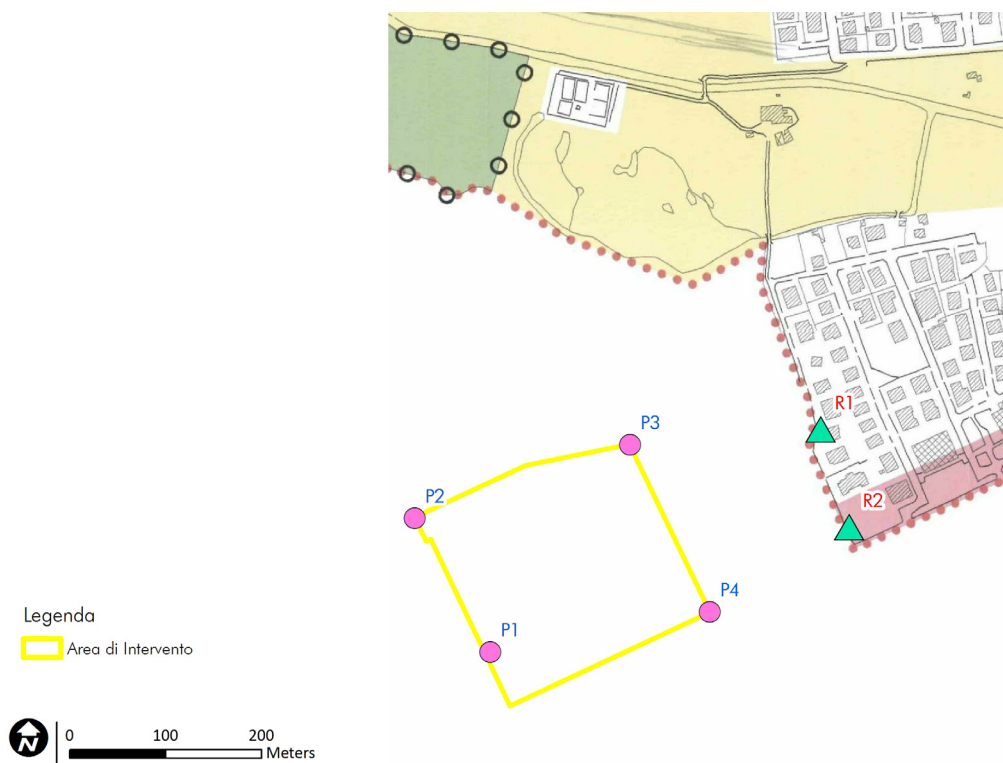 R1
P3
R2
P2
P4
Legenda
P1
Area di Intervento
N
0 100 200
Meters